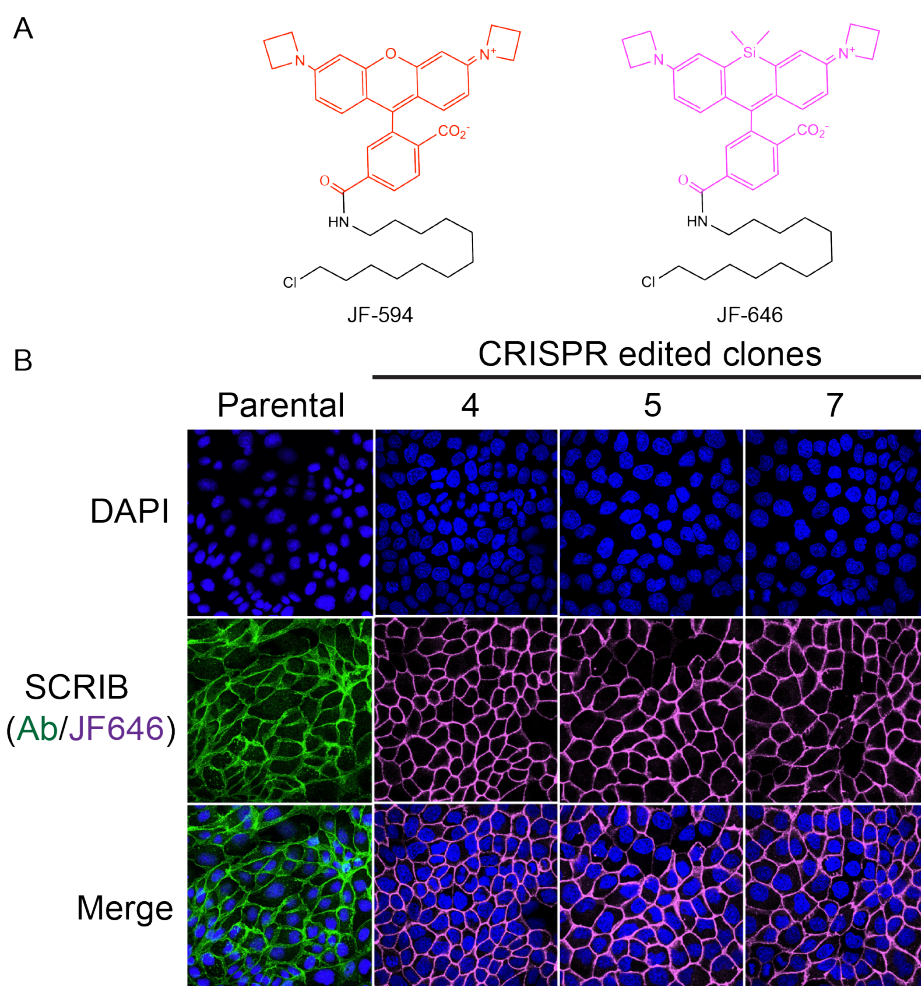 A
N
O
N⁺
CO₂⁻
O
HN
Cl
JF-594
N
Si
N⁺
CO₂⁻
O
HN
Cl
JF-646
B
CRISPR edited clones
Parental 4 5 7
DAPI
SCRIB
(Ab/JF646)
Merge